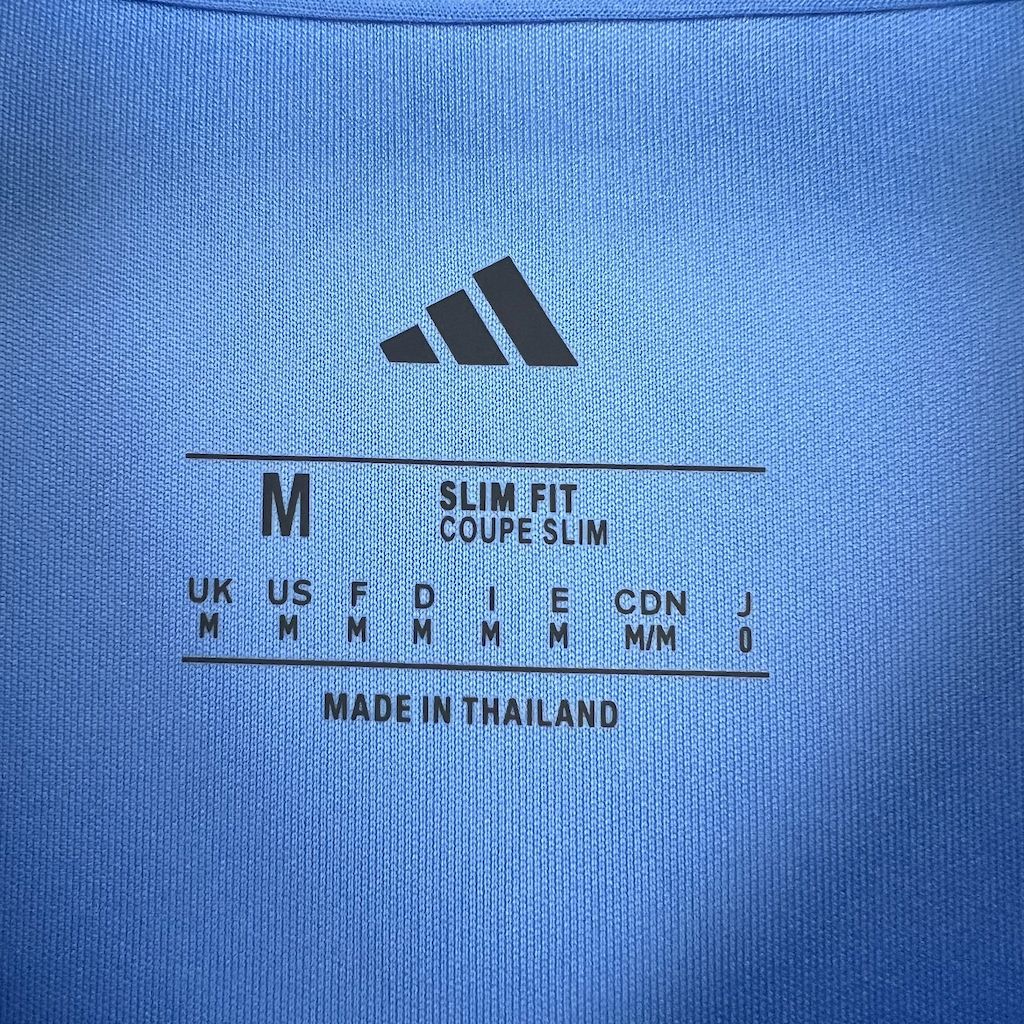 M
SLIM FIT
COUPE SLIM
UK US F D I E CDN J
M M M M M M M/M O
MADE IN THAILAND